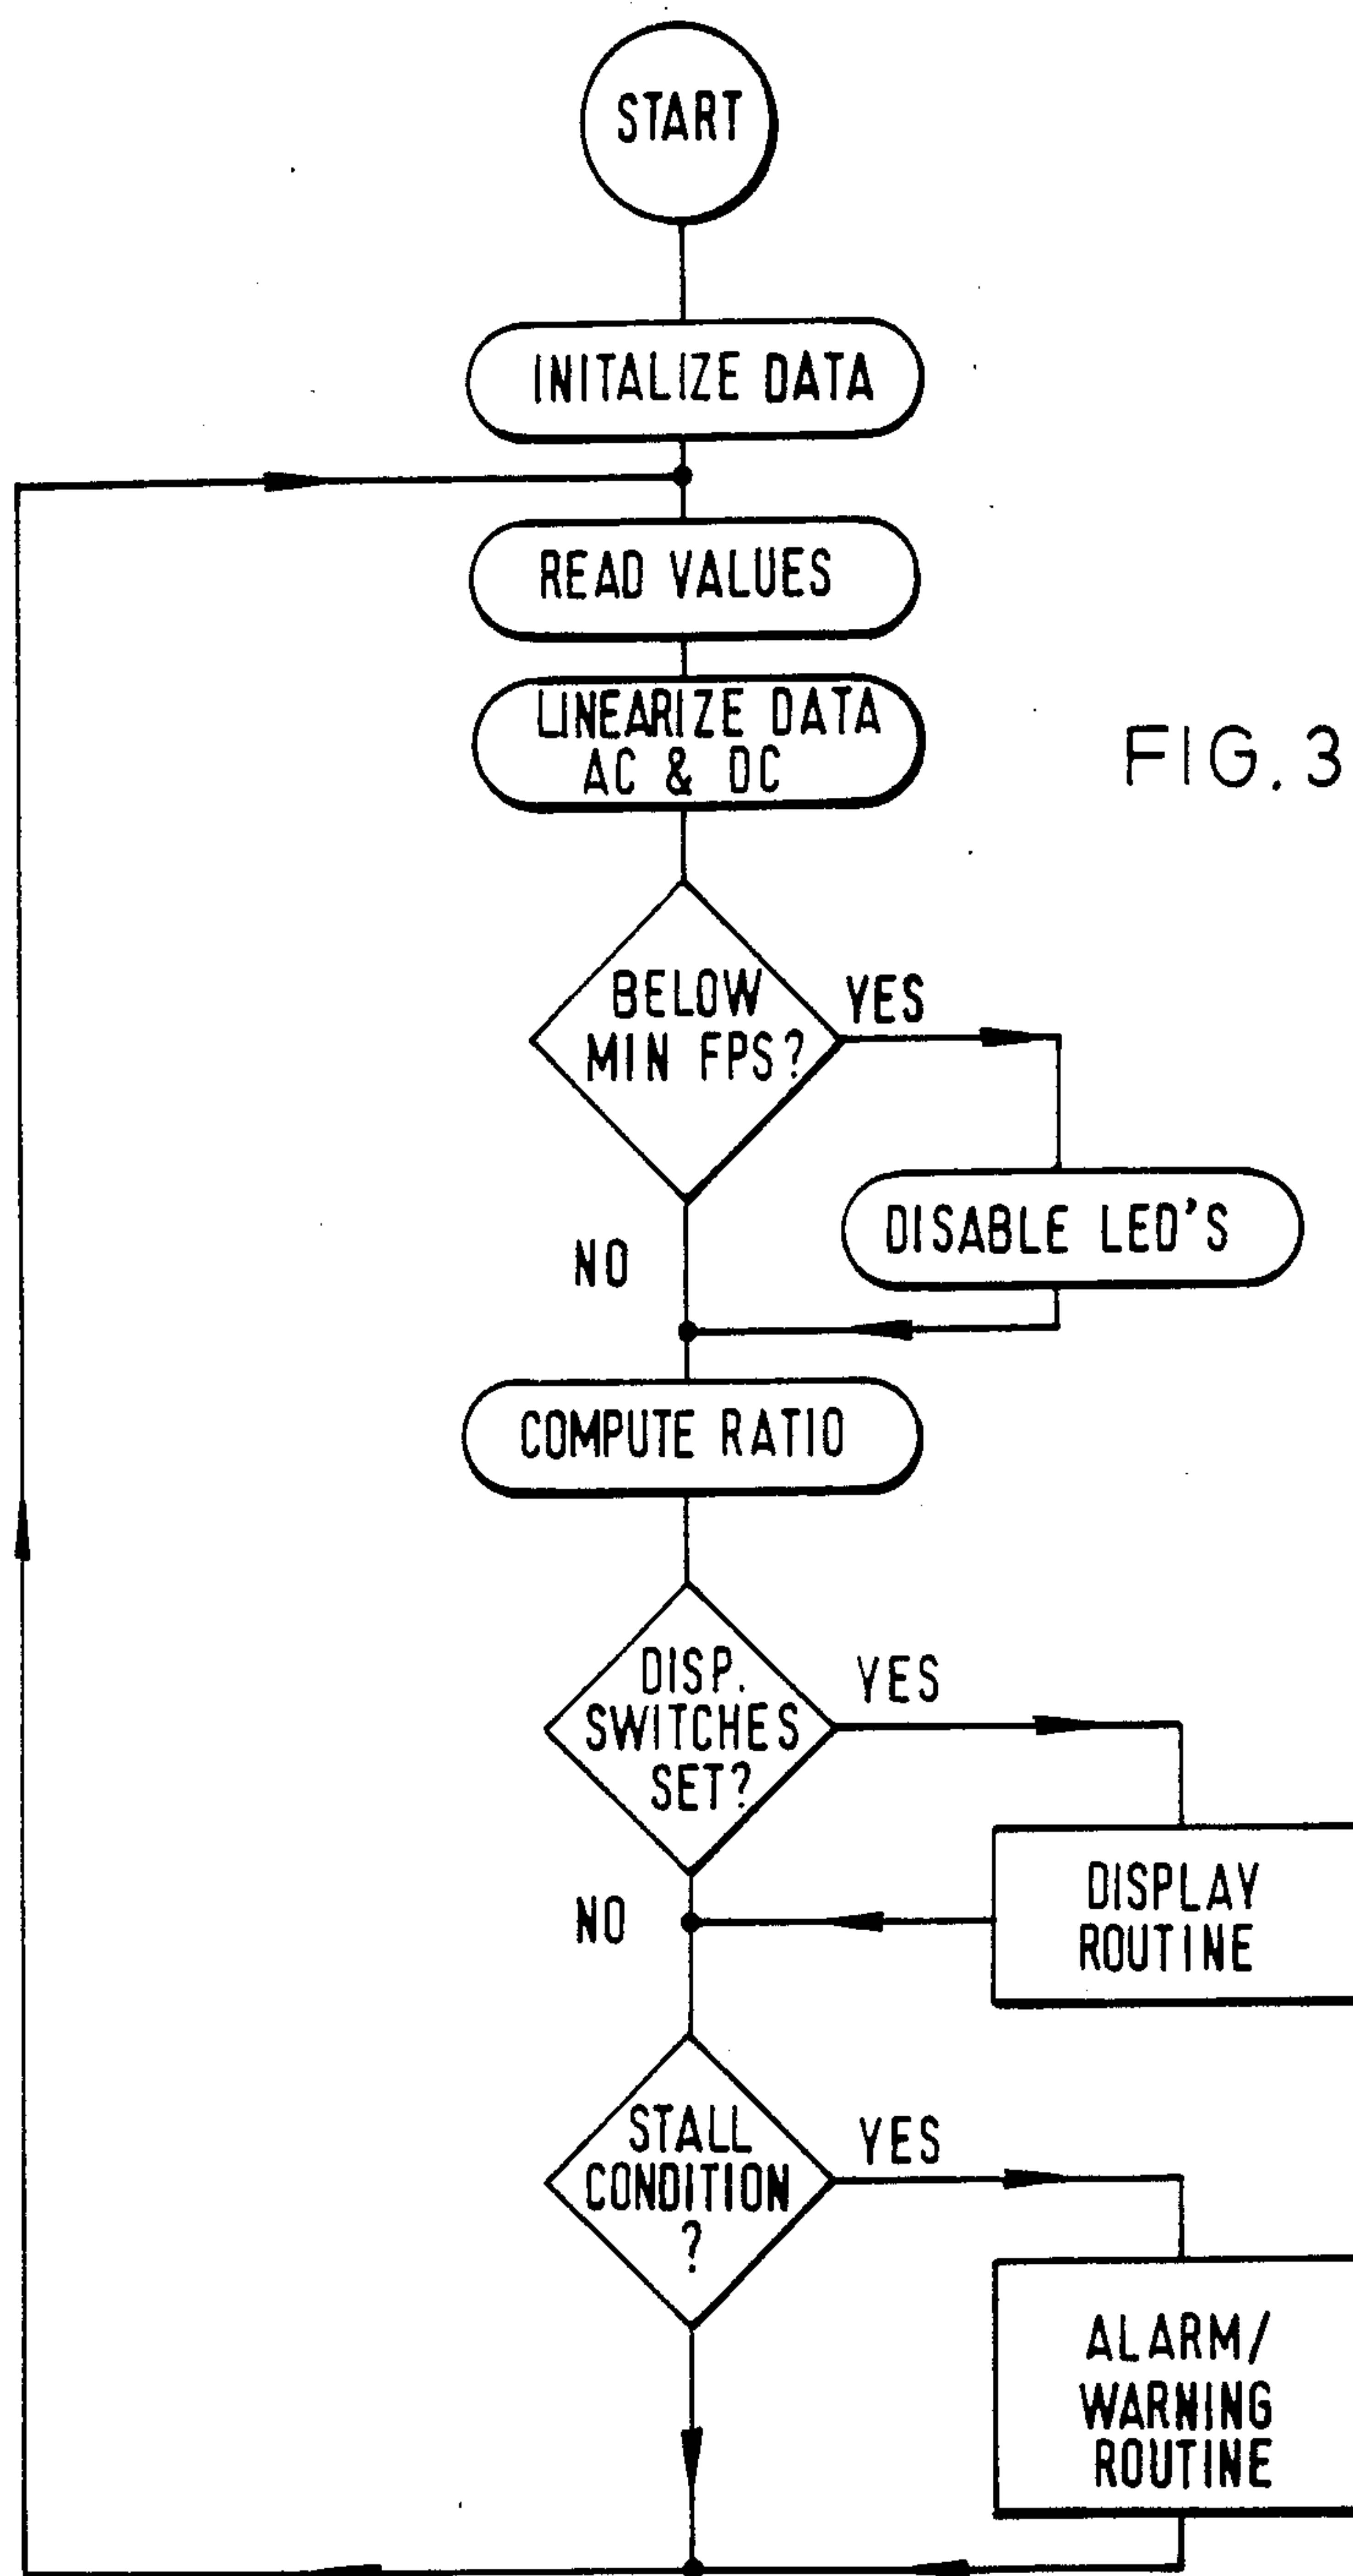 START
INITALIZE DATA
READ VALUES
LINEARIZE DATA
AC & DC
FIG. 3
BELOW
MIN FPS?
YES
DISABLE LED'S
NO
COMPUTE RATIO
DISP.
SWITCHES
SET?
YES
DISPLAY
ROUTINE
NO
STALL
CONDITION
?
YES
ALARM/
WARNING
ROUTINE